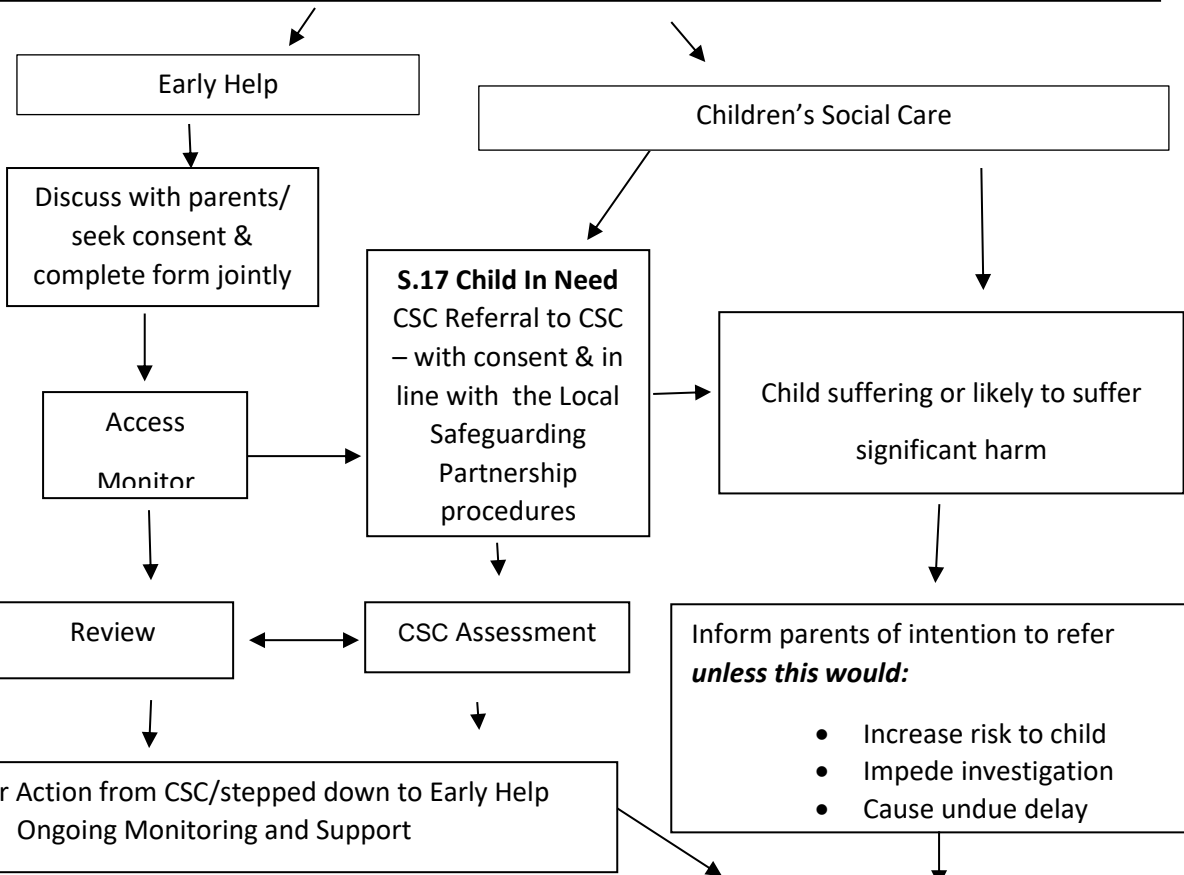 Early Help
Children's Social Care
Discuss with parents/
seek consent &
complete form jointly
S.17 Child In Need
CSC Referral to CSC
– with consent & in
line with the Local
Safeguarding
Partnership
procedures
Child suffering or likely to suffer
significant harm
Access
Monitor
Review
CSC Assessment
Inform parents of intention to refer
unless this would:
• Increase risk to child
• Impede investigation
• Cause undue delay
Action from CSC/stepped down to Early Help
Ongoing Monitoring and Support